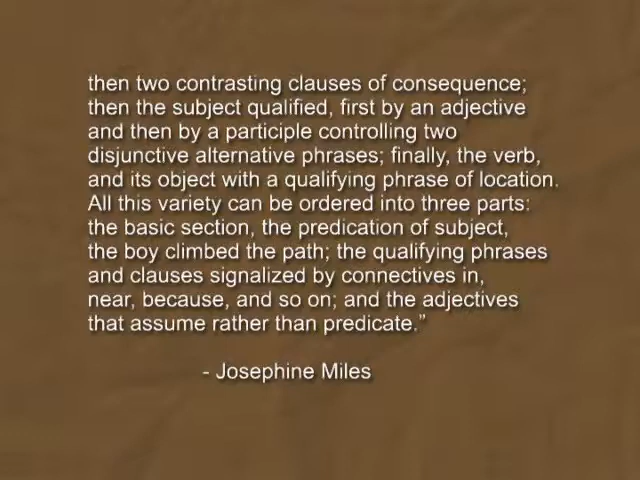 then two contrasting clauses of consequence;
then the subject qualified, first by an adjective
and then by a participle controlling two
disjunctive alternative phrases; finally, the verb,
and its object with a qualifying phrase of location.
All this variety can be ordered into three parts:
the basic section, the predication of subject,
the boy climbed the path; the qualifying phrases
and clauses signalized by connectives in,
near, because, and so on; and the adjectives
that assume rather than predicate.”
- Josephine Miles